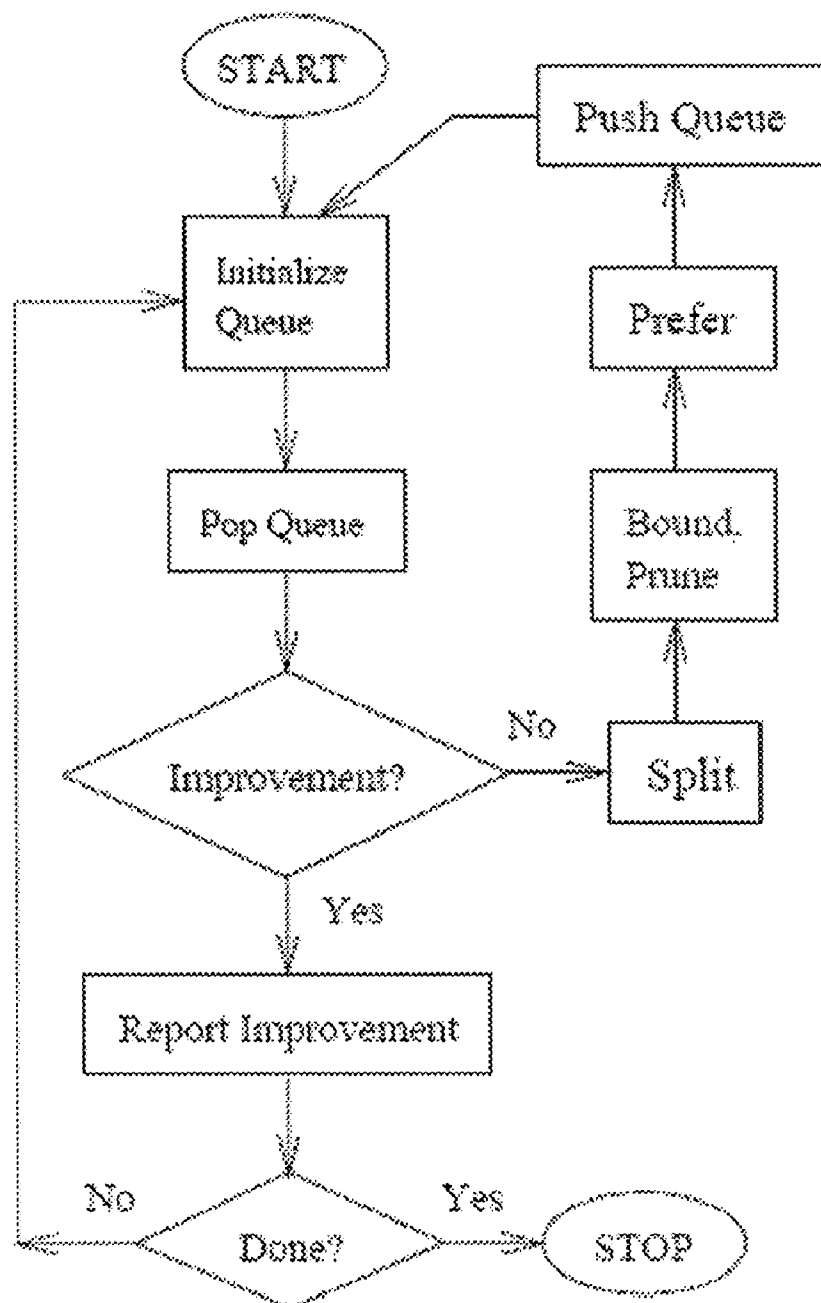 START
Push Queue
Initialize
Queue
Prefer
Pop Queue
Bound,
Prune
No
Improvement?
Split
Yes
Report Improvement
No
Yes
Done?
STOP